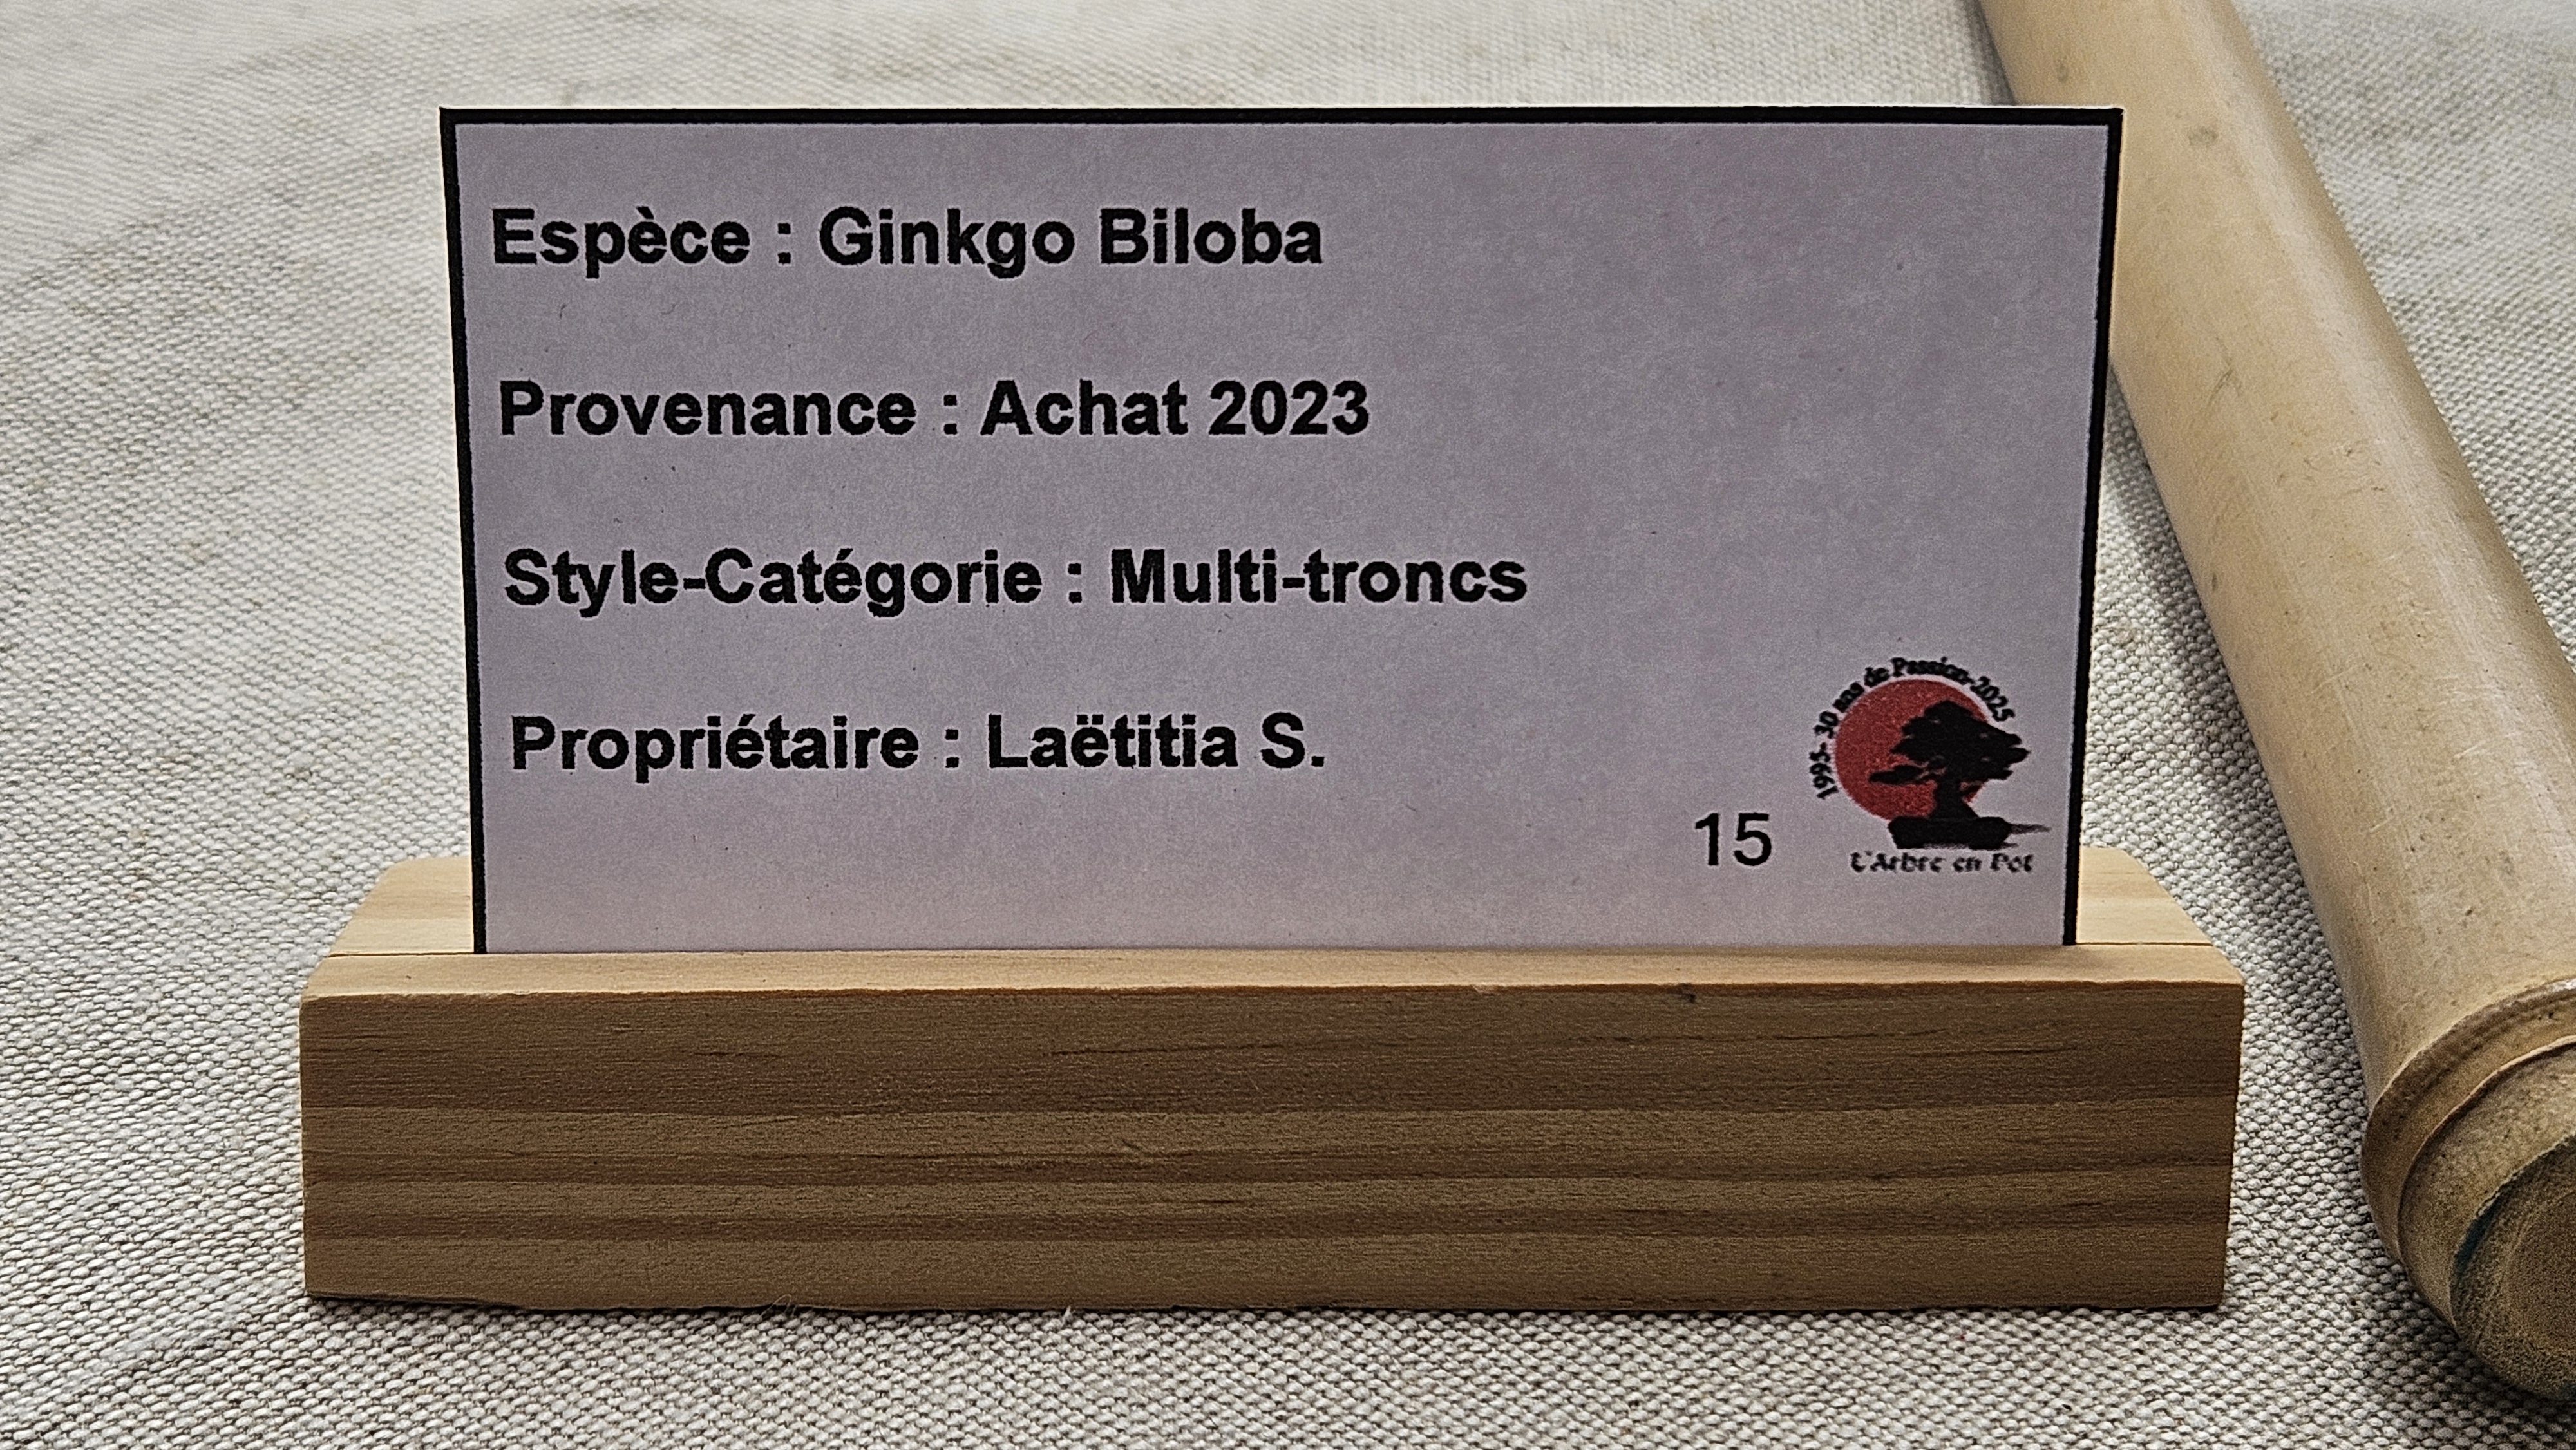 Espèce : Ginkgo Biloba
Provenance : Achat 2023
Style-Catégorie : Multi-troncs
Propriétaire : Laëtitia S.
15
1995- 30 ans de Passion-2025
L'Arbre en Pot